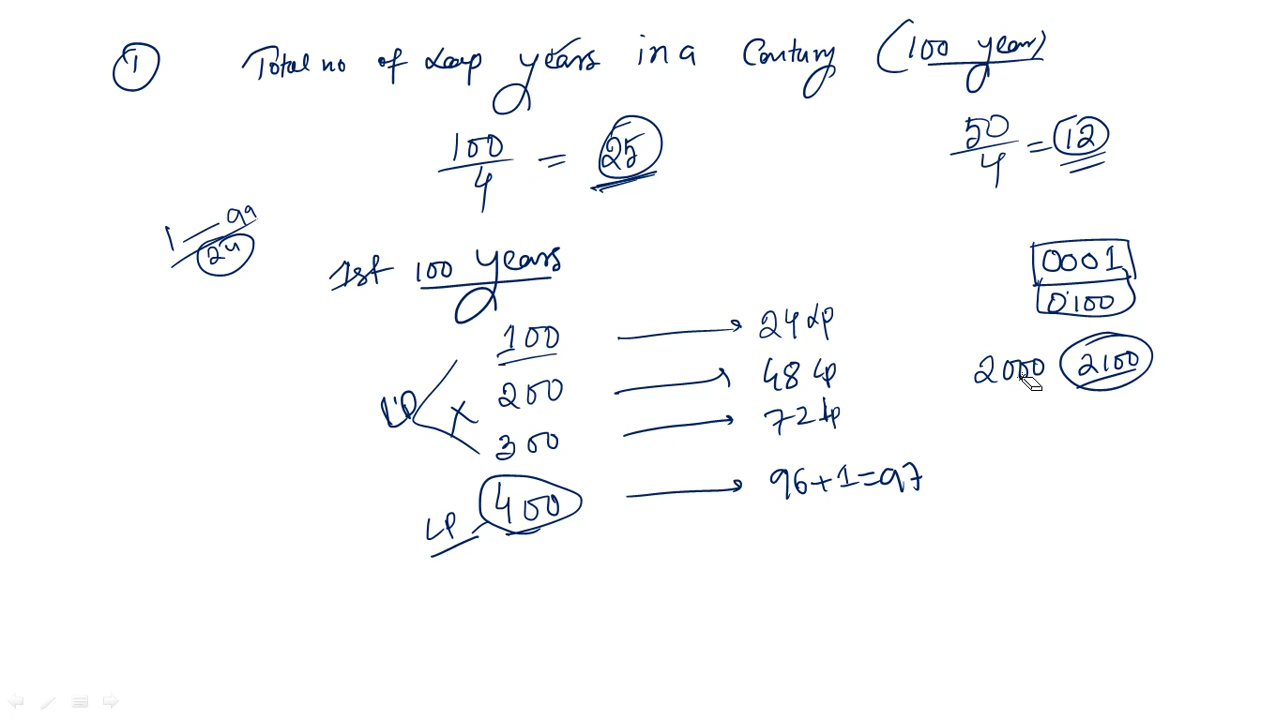 1 Total no of Leap years in a Century (100 year)
100/4 = 25
50/4 = 12
1 — 99
24
1st 100 years
0001
0100
100 → 24 Lp
200 → 48 Lp
LP X
300 → 72 Lp
2000 2100
LP 400 → 96+1=97